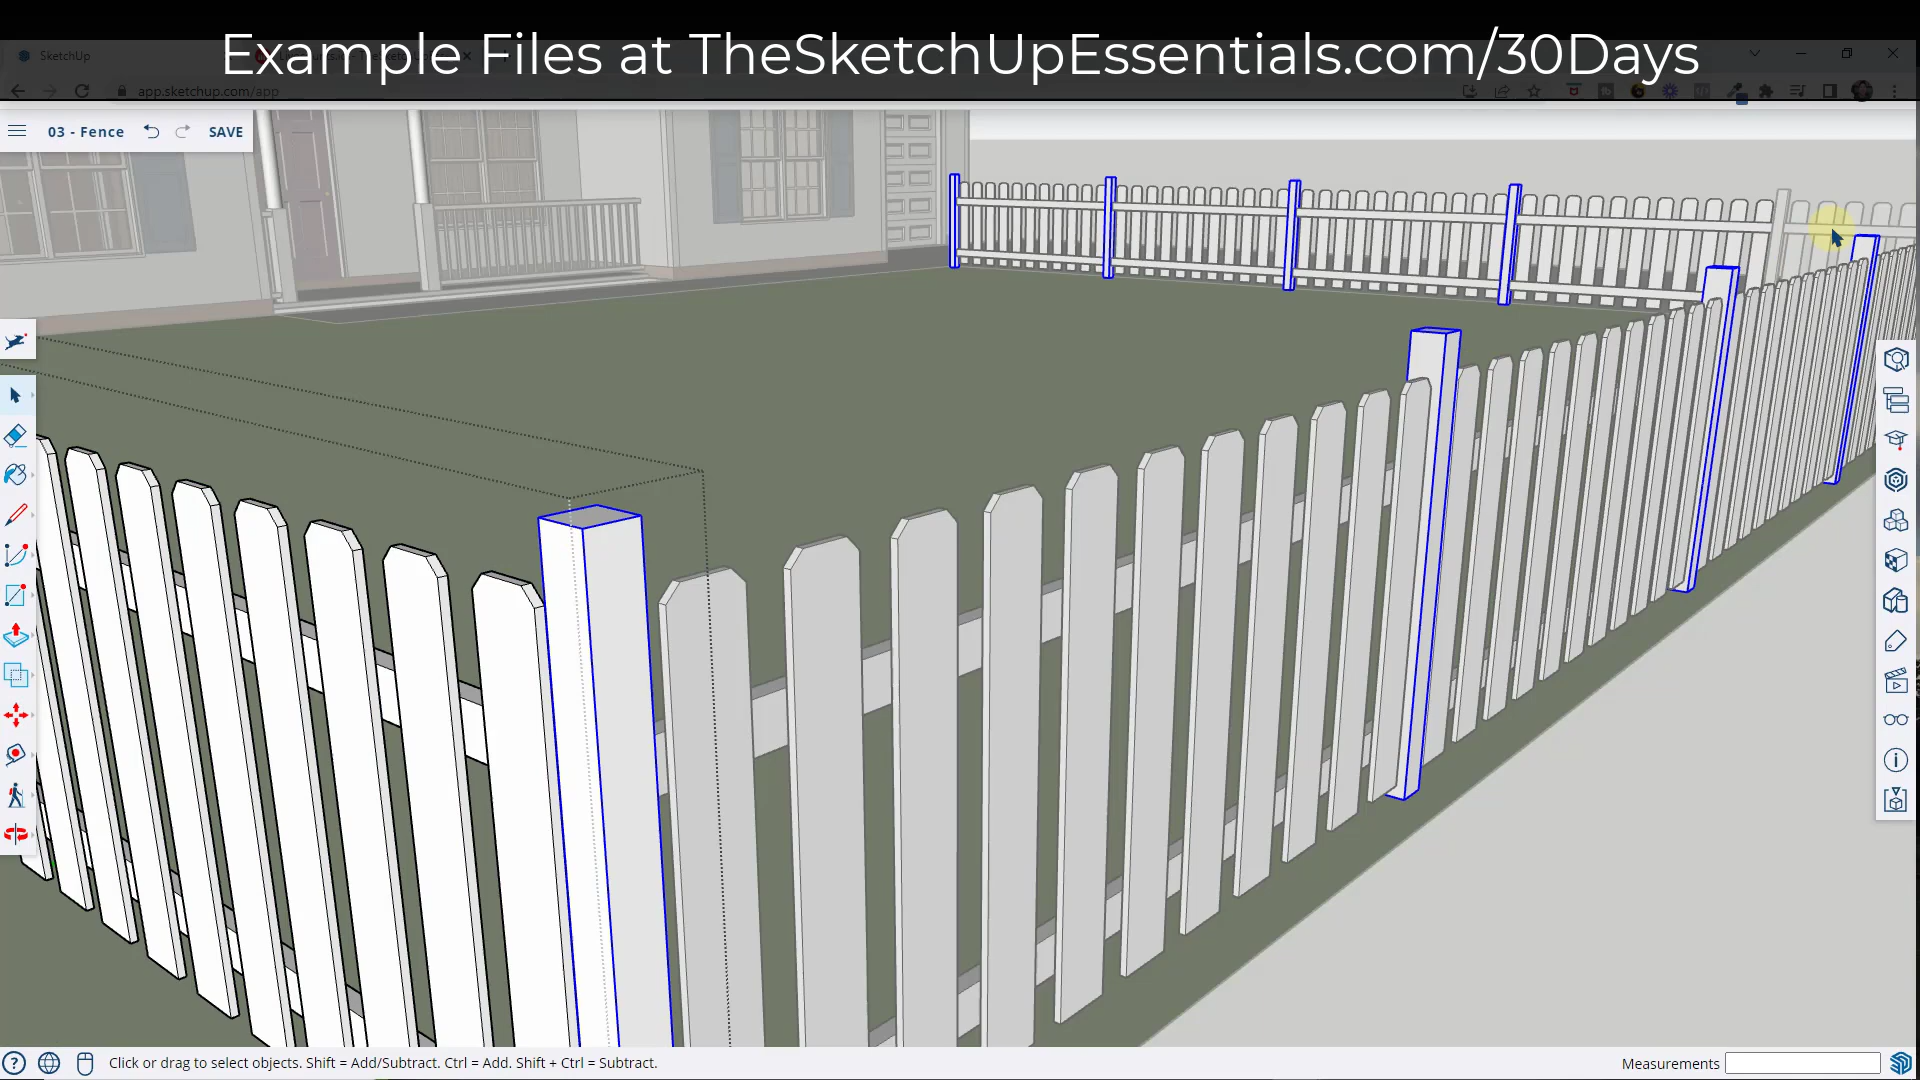 Example Files at TheSketchUpEssentials.com/30Days
SketchUp
app.sketchup.com/app
03 - Fence
SAVE
Click or drag to select objects. Shift = Add/Subtract. Ctrl = Add. Shift + Ctrl = Subtract.
Measurements